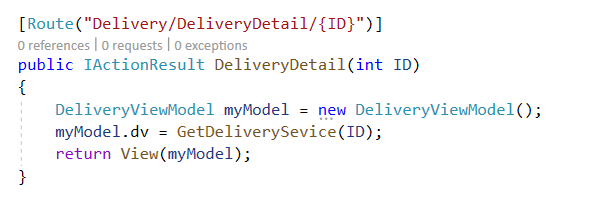 [Route("Delivery/DeliveryDetail/{ID}")]
0 references | 0 requests | 0 exceptions
public IActionResult DeliveryDetail(int ID)
{
DeliveryViewModel myModel = new DeliveryViewModel();
myModel.dv = GetDeliverySevice(ID);
return View(myModel);
}